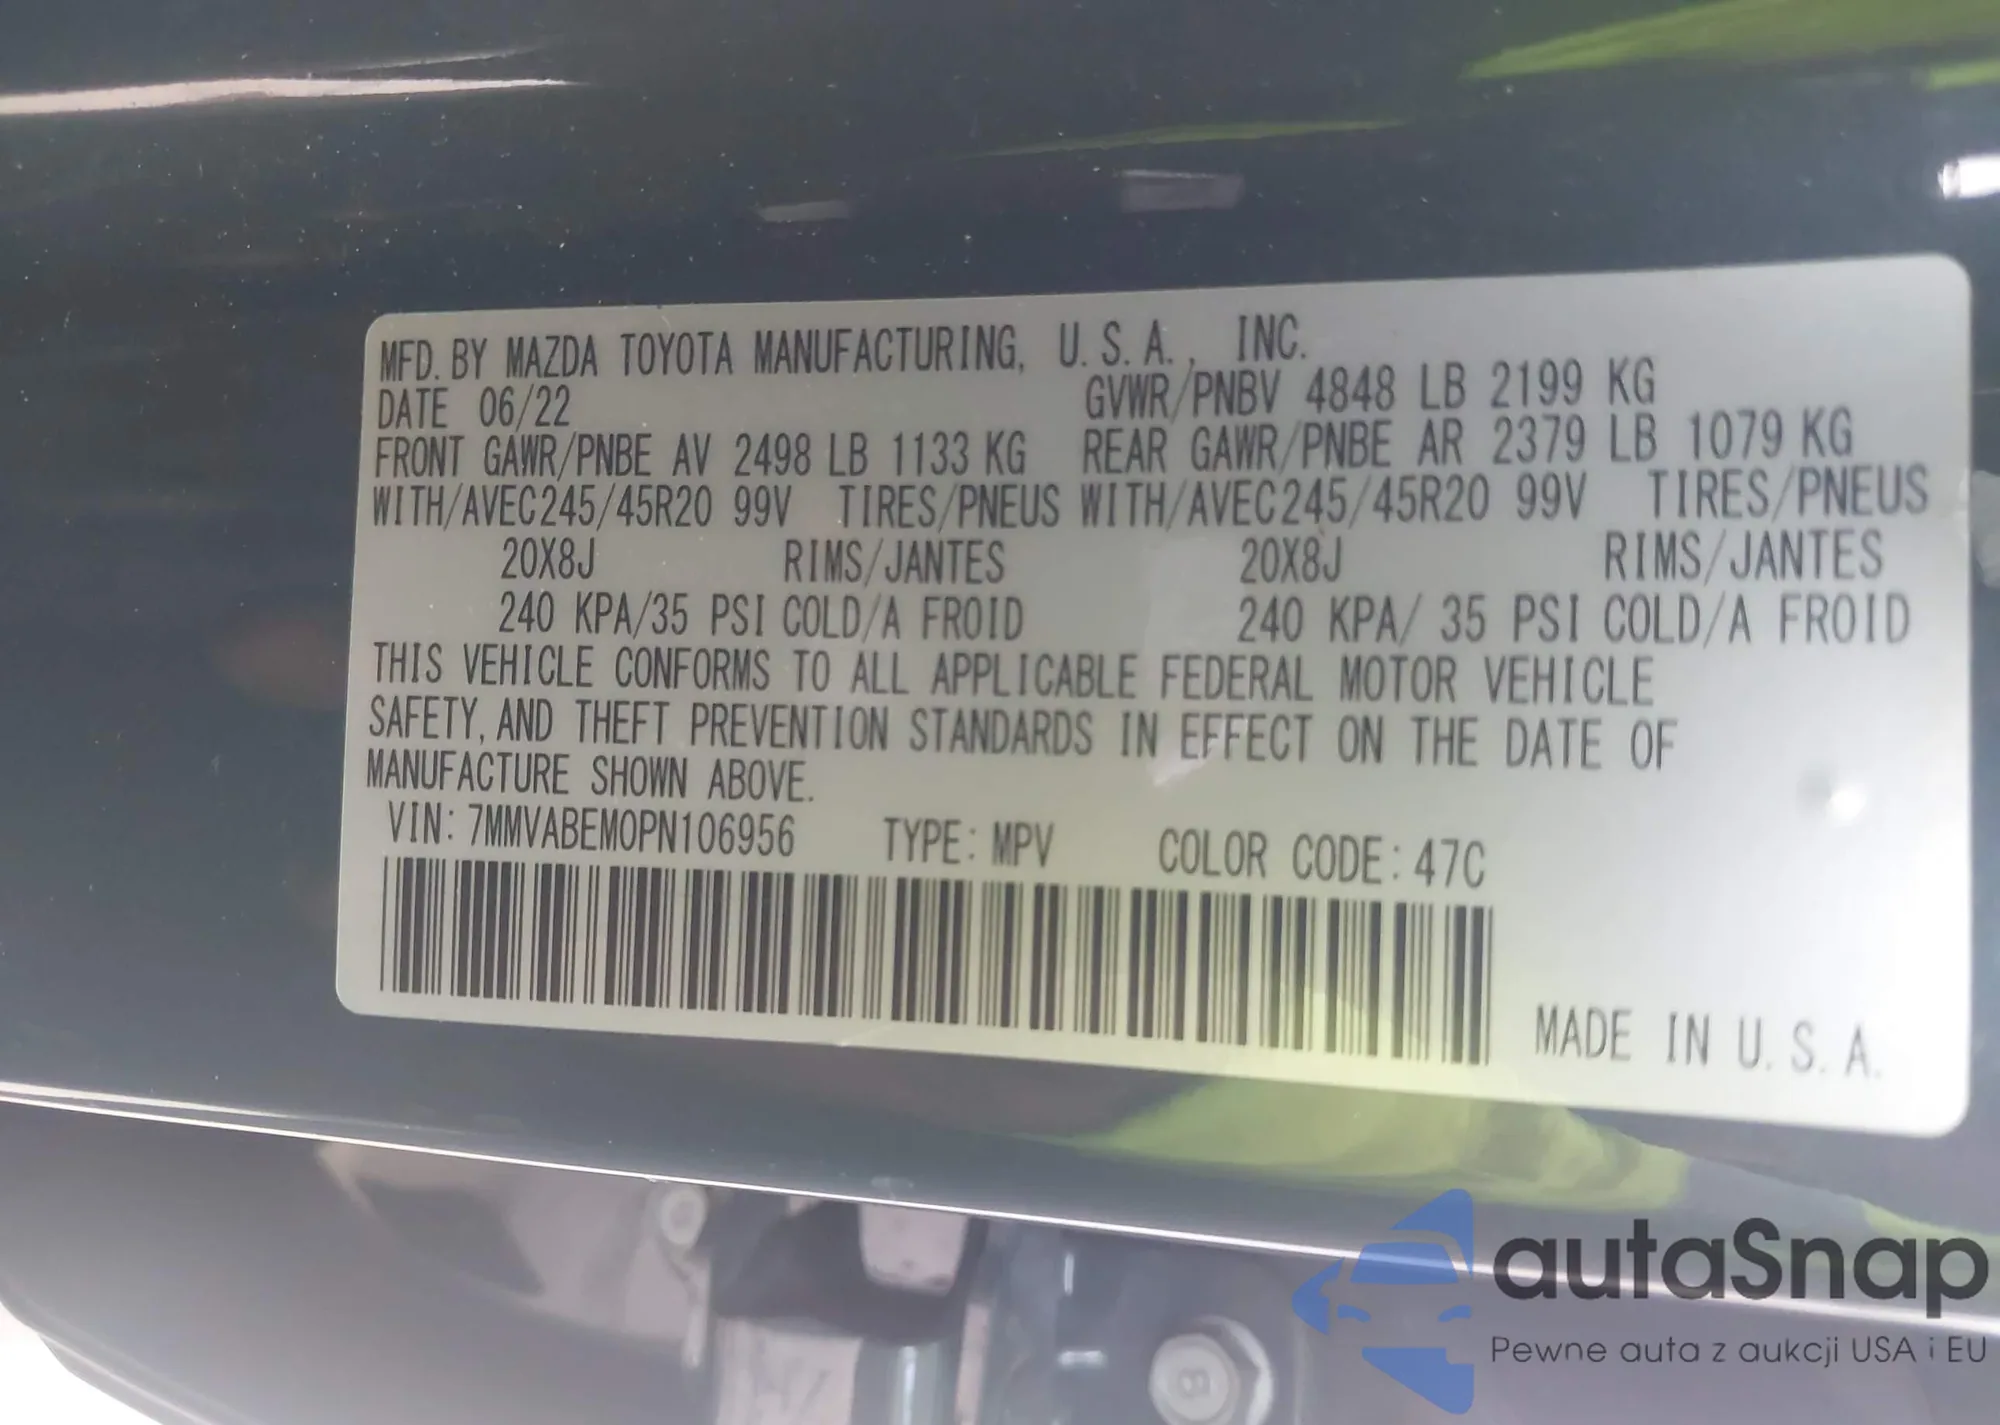 MFD. BY MAZDA TOYOTA MANUFACTURING, U.S.A., INC.
DATE 06/22 GVWR/PNBV 4848 LB 2199 KG
FRONT GAWR/PNBE AV 2498 LB 1133 KG REAR GAWR/PNBE AR 2379 LB 1079 KG
WITH/AVEC245/45R20 99V TIRES/PNEUS WITH/AVEC245/45R20 99V TIRES/PNEUS
20X8J RIMS/JANTES 20X8J RIMS/JANTES
240 KPA/35 PSI COLD/A FROID 240 KPA/ 35 PSI COLD/A FROID
THIS VEHICLE CONFORMS TO ALL APPLICABLE FEDERAL MOTOR VEHICLE
SAFETY, AND THEFT PREVENTION STANDARDS IN EFFECT ON THE DATE OF
MANUFACTURE SHOWN ABOVE.
VIN: 7MMVABEM0PN106956 TYPE: MPV COLOR CODE: 47C
MADE IN U.S.A.
autaSnap
Pewne auta z aukcji USA i EU
8